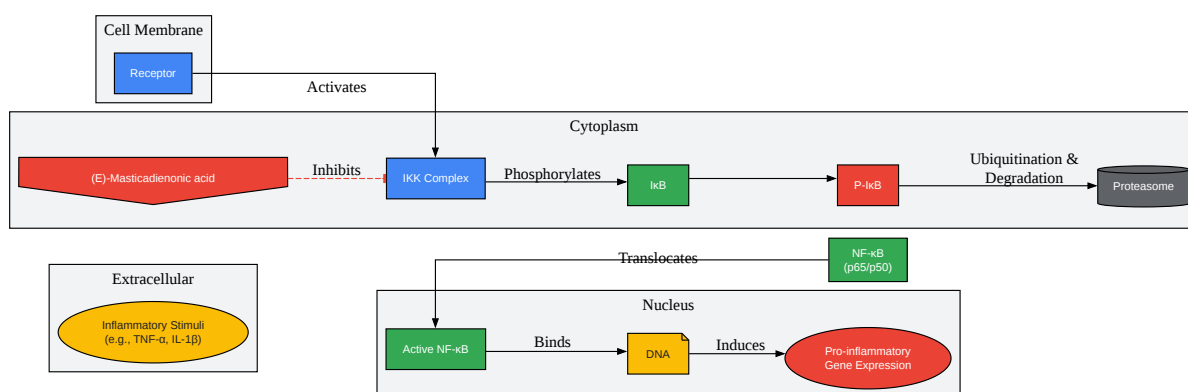 Cell Membrane
Receptor
Activates
Cytoplasm
(E)-Masticadienonic acid
Inhibits
IKK Complex
Phosphorylates
IκB
P-IκB
Ubiquitination &
Degradation
Proteasome
NF-κB
(p65/p50)
Translocates
Extracellular
Inflammatory Stimuli
(e.g., TNF-α, IL-1β)
Nucleus
Active NF-κB
Binds
DNA
Induces
Pro-inflammatory
Gene Expression